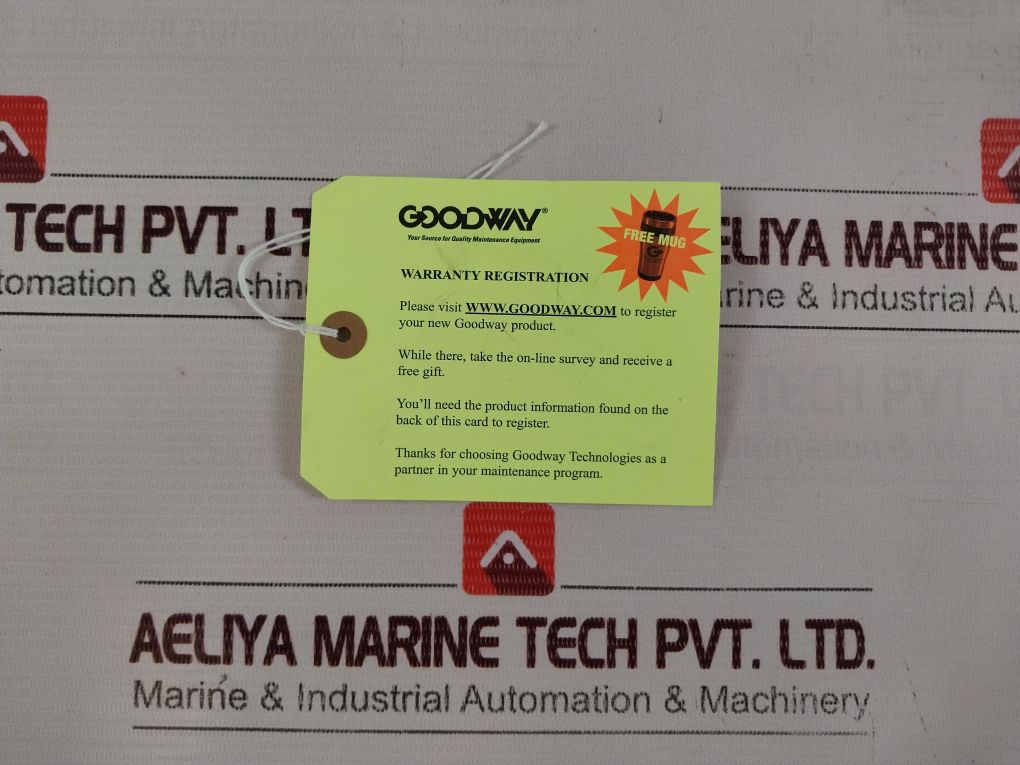 TECH PVT. LT
tomation & Machin
ELIYA MARINE
rine & Industrial Au
GOODWAY®
Your Source for Quality Maintenance Equipment
FREE MUG
WARRANTY REGISTRATION
Please visit WWW.GOODWAY.COM to register
your new Goodway product.
While there, take the on-line survey and receive a
free gift.
You'll need the product information found on the
back of this card to register.
Thanks for choosing Goodway Technologies as a
partner in your maintenance program.
AELIYA MARINE TECH PVT. LTD.
Marine & Industrial Automation & Machinery